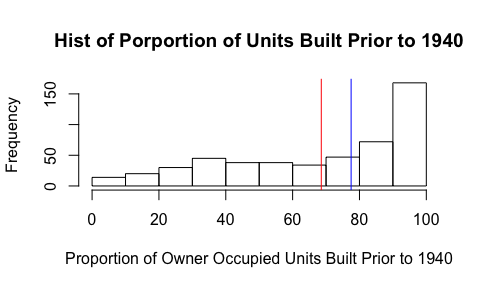 Hist of Porportion of Units Built Prior to 1940
Frequency
150
50
0
0 20 40 60 80 100
Proportion of Owner Occupied Units Built Prior to 1940